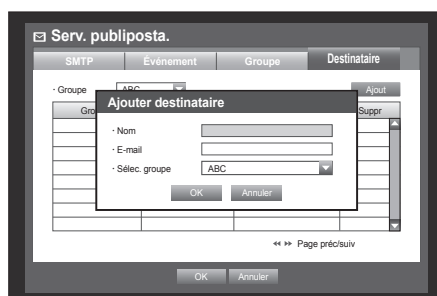 Serv. publiposta.
SMTP Événement Groupe Destinataire
· Groupe ABC Ajout
Gro Suppr
Ajouter destinataire
· Nom
· E-mail
· Sélec. groupe ABC
OK Annuler
Page préc/suiv
OK Annuler